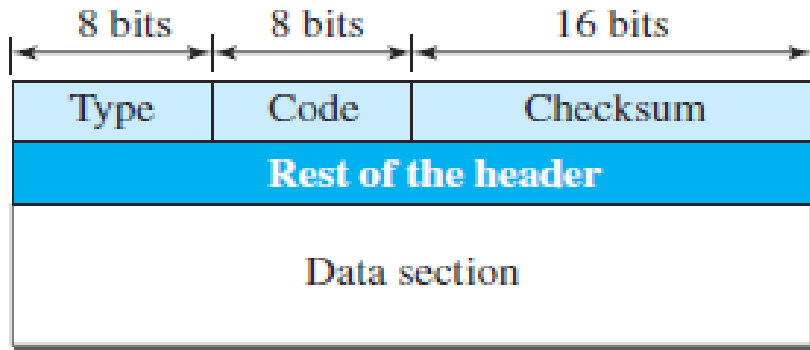 8 bits 8 bits 16 bits
Type Code Checksum
Rest of the header
Data section